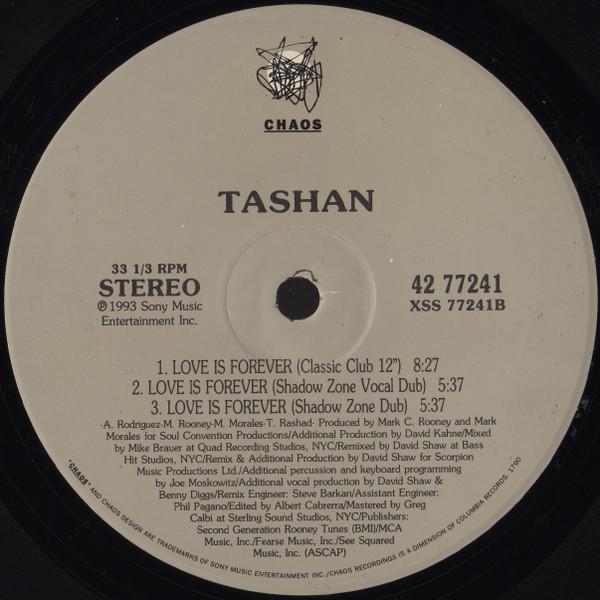 CHAOS
TASHAN
33 1/3 RPM
STEREO
℗ 1993 Sony Music
Entertainment Inc.
42 77241
XSS 77241B
1. LOVE IS FOREVER (Classic Club 12") 8:27
2. LOVE IS FOREVER (Shadow Zone Vocal Dub) 5:37
3. LOVE IS FOREVER (Shadow Zone Dub) 5:37
·A. Rodriguez·M. Rooney·M. Morales·T. Rashad· Produced by Mark C. Rooney and Mark
Morales for Soul Convention Productions/Additional Production by David Kahne/Mixed
by Mike Brauer at Quad Recording Studios, NYC/Remixed by David Shaw at Bass
Hit Studios, NYC/Remix & Additional Production by David Shaw for Scorpion
Music Productions Ltd./Additional percussion and keyboard programming
by Joe Moskowitz/Additional vocal production by David Shaw &
Benny Diggs/Remix Engineer: Steve Barkan/Assistant Engineer:
Phil Pagano/Edited by Albert Cabrerra/Mastered by Greg
Calbi at Sterling Sound Studios, NYC/Publishers:
Second Generation Rooney Tunes (BMI)/MCA
Music, Inc./Fearse Music, Inc./See Squared
Music, Inc. (ASCAP)
"CHAOS" AND CHAOS DESIGN ARE TRADEMARKS OF SONY MUSIC ENTERTAINMENT INC./CHAOS RECORDINGS IS A DIMENSION OF COLUMBIA RECORDS. 1790